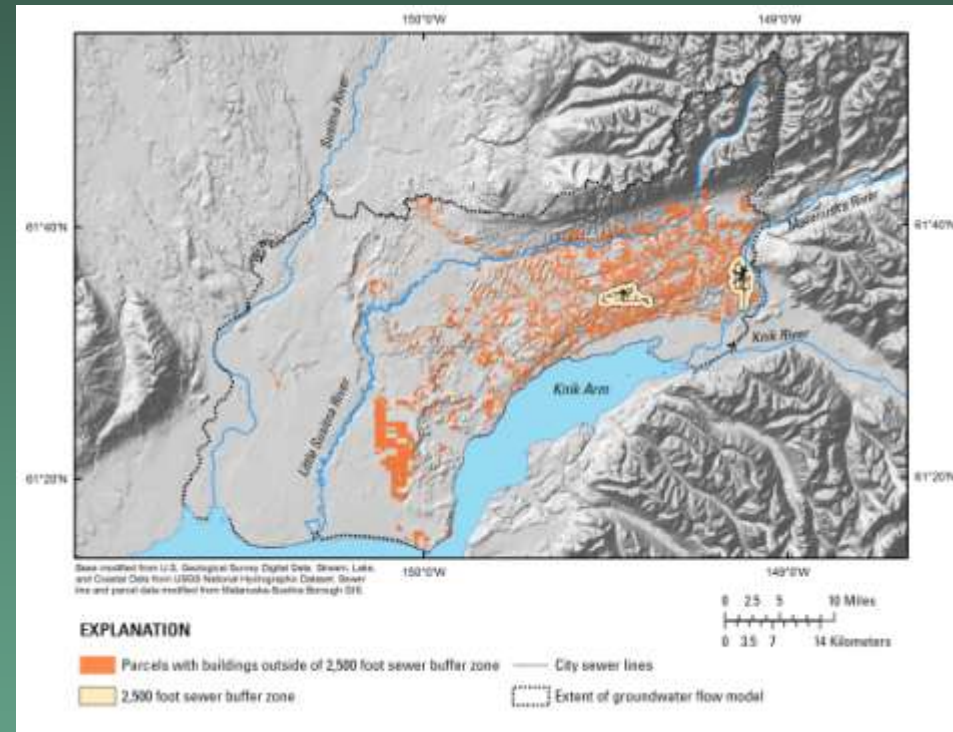 150°0'W
149°0'W
Susitna River
61°40'N
61°40'N
Matanuska River
Knik River
Knik Arm
Little Susitna River
61°20'N
61°20'N
150°0'W
149°0'W
Base modified from U.S. Geological Survey Digital Data, Stream, Lake,
and Coastal Data from USGS National Hydrographic Dataset. Sewer
line and parcel data modified from Matanuska-Susitna Borough GIS.
0 2.5 5 10 Miles
0 3.5 7 14 Kilometers
EXPLANATION
Parcels with buildings outside of 2,500 foot sewer buffer zone
City sewer lines
2,500 foot sewer buffer zone
Extent of groundwater flow model